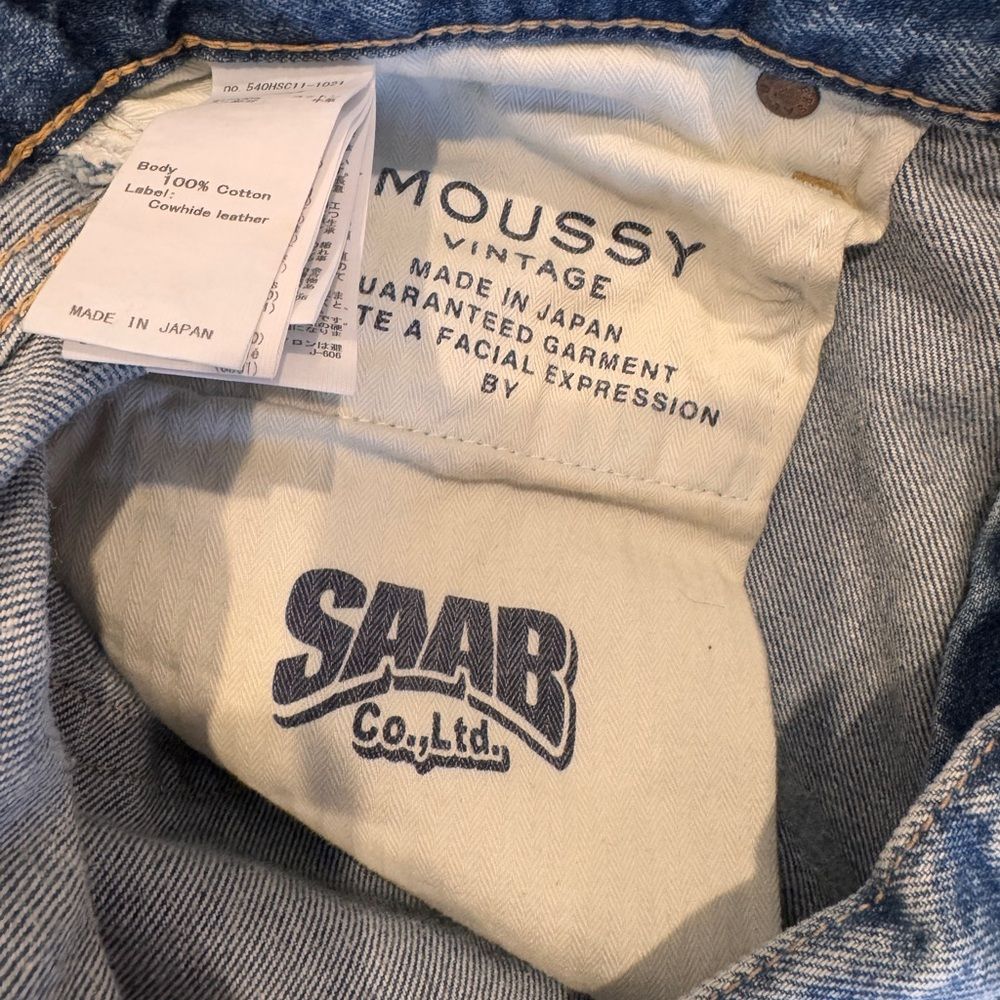 no. 540HSC11-1021
Body
100% Cotton
Label:
Cowhide leather
MADE IN JAPAN
J-606
MOUSSY
VINTAGE
MADE IN JAPAN
UARANTEED GARMENT
TE A FACIAL EXPRESSION
BY
SAAB
Co.,Ltd.